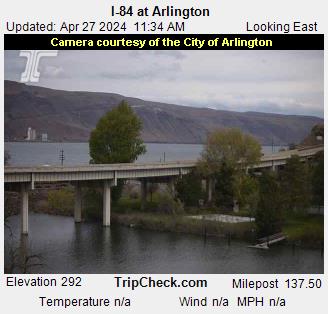 I-84 at Arlington
Updated: Apr 27 2024 11:34 AM Looking East
Camera courtesy of the City of Arlington
Elevation 292 TripCheck.com Milepost 137.50
Temperature n/a Wind n/a MPH n/a